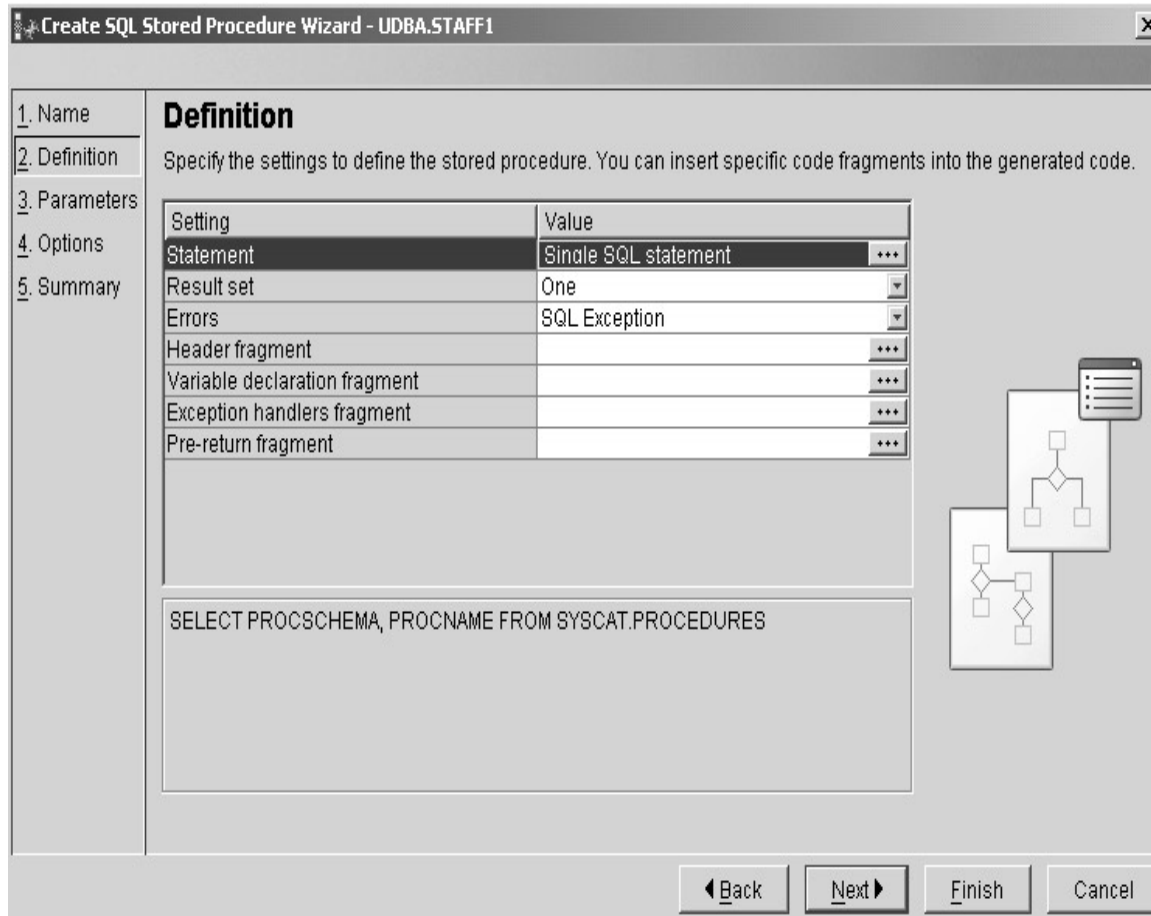 Create SQL Stored Procedure Wizard - UDBA.STAFF1
1. Name
2. Definition
3. Parameters
4. Options
5. Summary
Definition
Specify the settings to define the stored procedure. You can insert specific code fragments into the generated code.
Setting Value
Statement Single SQL statement
Result set One
Errors SQL Exception
Header fragment
Variable declaration fragment
Exception handlers fragment
Pre-return fragment
SELECT PROCSCHEMA, PROCNAME FROM SYSCAT.PROCEDURES
Back Next Finish Cancel